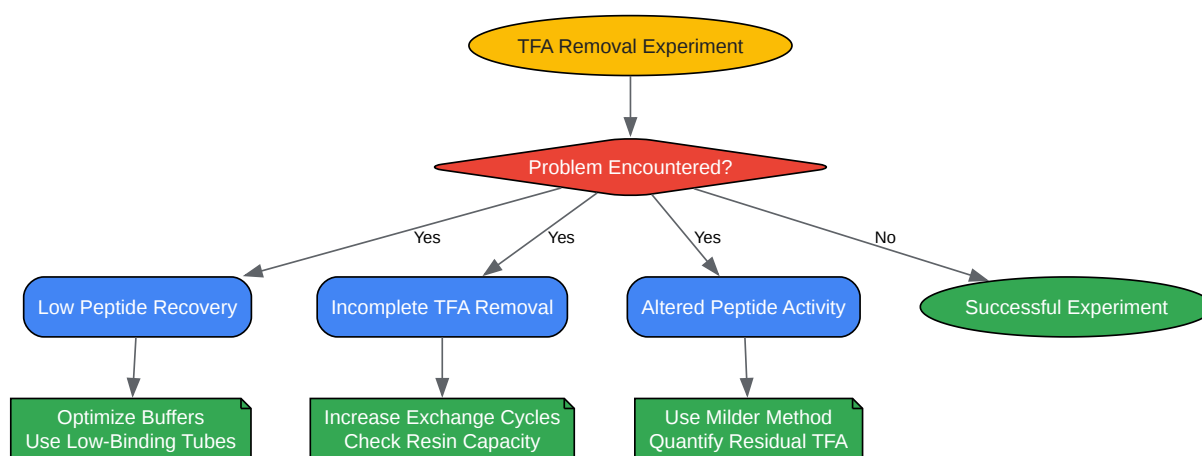 TFA Removal Experiment
Problem Encountered?
Yes
Yes
Yes
No
Low Peptide Recovery
Incomplete TFA Removal
Altered Peptide Activity
Successful Experiment
Optimize Buffers
Use Low-Binding Tubes
Increase Exchange Cycles
Check Resin Capacity
Use Milder Method
Quantify Residual TFA